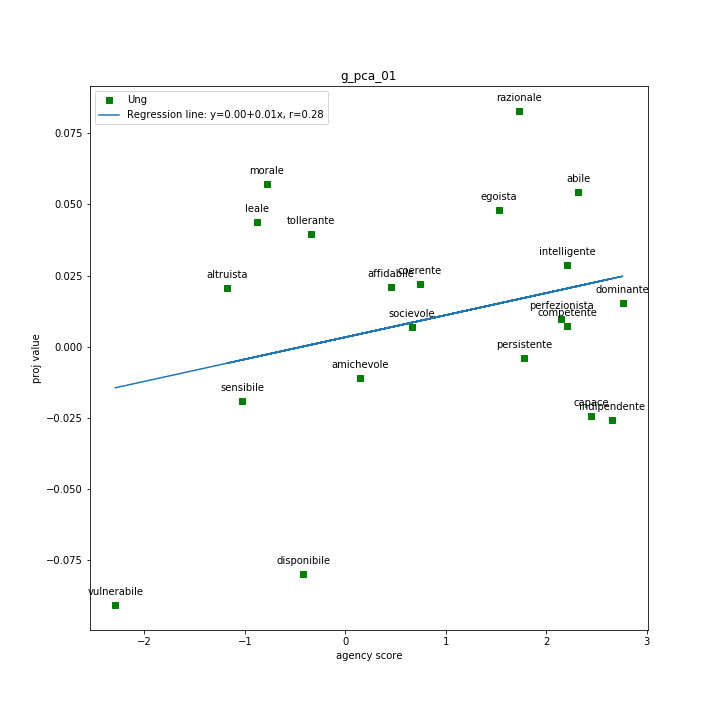 g_pca_01
Ung
Regression line: y=0.00+0.01x, r=0.28
razionale
abile
morale
egoista
leale
tollerante
intelligente
affidabile
coerente
altruista
dominante
perfezionista
competente
socievole
persistente
amichevole
sensibile
capace
indipendente
disponibile
vulnerabile
0.075
0.050
0.025
0.000
−0.025
−0.050
−0.075
proj value
−2
−1
0
1
2
3
agency score